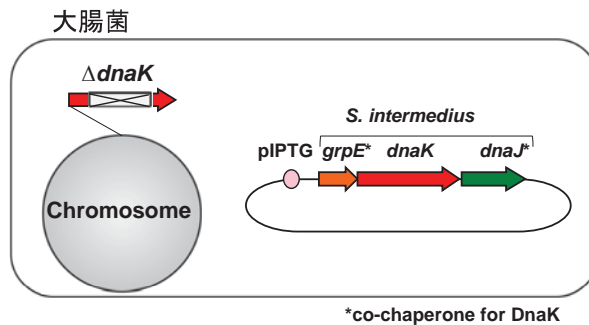 大腸菌
ΔdnaK
S. intermedius
pIPTG grpE* dnaK dnaJ*
Chromosome
*co-chaperone for DnaK